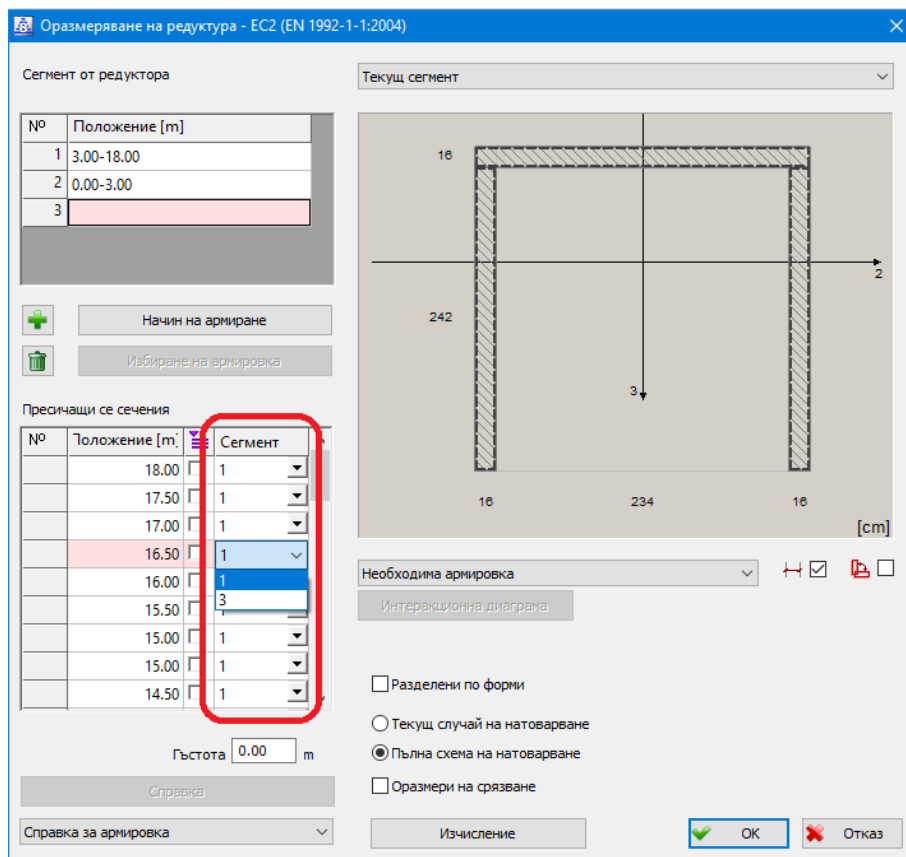 Оразмеряване на редуктура - EC2 (EN 1992-1-1:2004)
Сегмент от редуктора
Текущ сегмент
Nº Положение [m]
1 3.00-18.00
2 0.00-3.00
3
Начин на армиране
Избиране на армировка
Пресичащи се сечения
Nº Положение [m] Сегмент
18.00 1
17.50 1
17.00 1
16.50 1
16.00 1
15.50 3
15.00 1
15.00 1
14.50 1
Гъстота 0.00 m
Справка
Справка за армировка
16
2
242
3
16 234 16
[cm]
Необходима армировка
Интеракционна диаграма
Разделени по форми
Текущ случай на натоварване
Пълна схема на натоварване
Оразмери на срязване
Изчисление
OK
Отказ